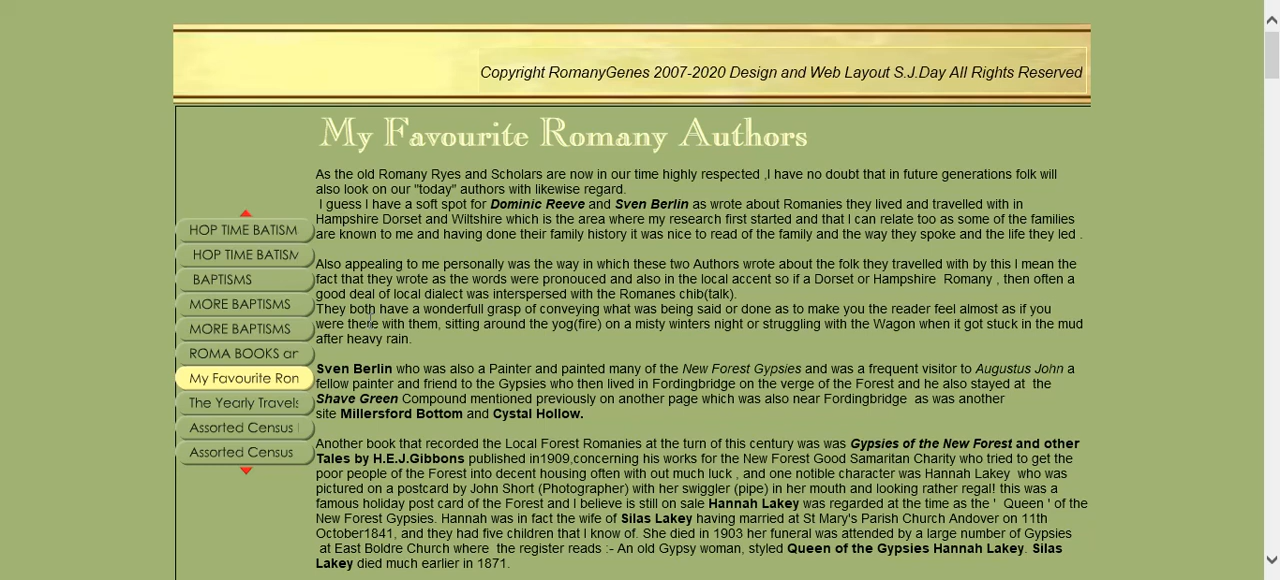 Copyright RomanyGenes 2007-2020 Design and Web Layout S.J.Day All Rights Reserved
My Favourite Romany Authors
As the old Romany Ryes and Scholars are now in our time highly respected ,I have no doubt that in future generations folk will
also look on our "today" authors with likewise regard.
I guess I have a soft spot for Dominic Reeve and Sven Berlin as wrote about Romanies they lived and travelled with in
Hampshire Dorset and Wiltshire which is the area where my research first started and that I can relate too as some of the families
are known to me and having done their family history it was nice to read of the family and the way they spoke and the life they led .
Also appealing to me personally was the way in which these two Authors wrote about the folk they travelled with by this I mean the
fact that they wrote as the words were pronouced and also in the local accent so if a Dorset or Hampshire Romany , then often a
good deal of local dialect was interspersed with the Romanes chib(talk).
They both have a wonderfull grasp of conveying what was being said or done as to make you the reader feel almost as if you
were there with them, sitting around the yog(fire) on a misty winters night or struggling with the Wagon when it got stuck in the mud
after heavy rain.
Sven Berlin who was also a Painter and painted many of the New Forest Gypsies and was a frequent visitor to Augustus John a
fellow painter and friend to the Gypsies who then lived in Fordingbridge on the verge of the Forest and he also stayed at the
Shave Green Compound mentioned previously on another page which was also near Fordingbridge as was another
site Millersford Bottom and Cystal Hollow.
Another book that recorded the Local Forest Romanies at the turn of this century was was Gypsies of the New Forest and other
Tales by H.E.J.Gibbons published in1909,concerning his works for the New Forest Good Samaritan Charity who tried to get the
poor people of the Forest into decent housing often with out much luck , and one notible character was Hannah Lakey who was
pictured on a postcard by John Short (Photographer) with her swiggler (pipe) in her mouth and looking rather regal! this was a
famous holiday post card of the Forest and I believe is still on sale Hannah Lakey was regarded at the time as the ' Queen ' of the
New Forest Gypsies. Hannah was in fact the wife of Silas Lakey having married at St Mary's Parish Church Andover on 11th
October1841, and they had five children that I know of. She died in 1903 her funeral was attended by a large number of Gypsies
at East Boldre Church where the register reads :- An old Gypsy woman, styled Queen of the Gypsies Hannah Lakey. Silas
Lakey died much earlier in 1871.
HOP TIME BATISM
HOP TIME BATISM
BAPTISMS
MORE BAPTISMS
MORE BAPTISMS
ROMA BOOKS an
My Favourite Ron
The Yearly Travels
Assorted Census
Assorted Census